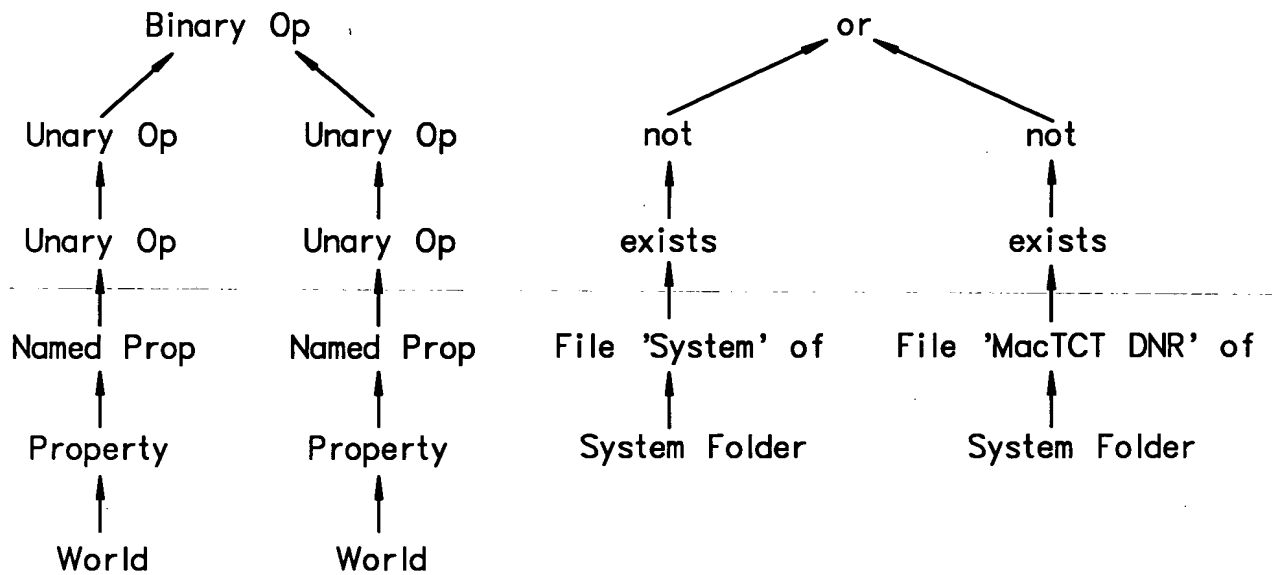 Binary Op or
Unary Op Unary Op not not
Unary Op Unary Op exists exists
Named Prop Named Prop File 'System' of File 'MacTCT DNR' of
Property Property System Folder System Folder
World World